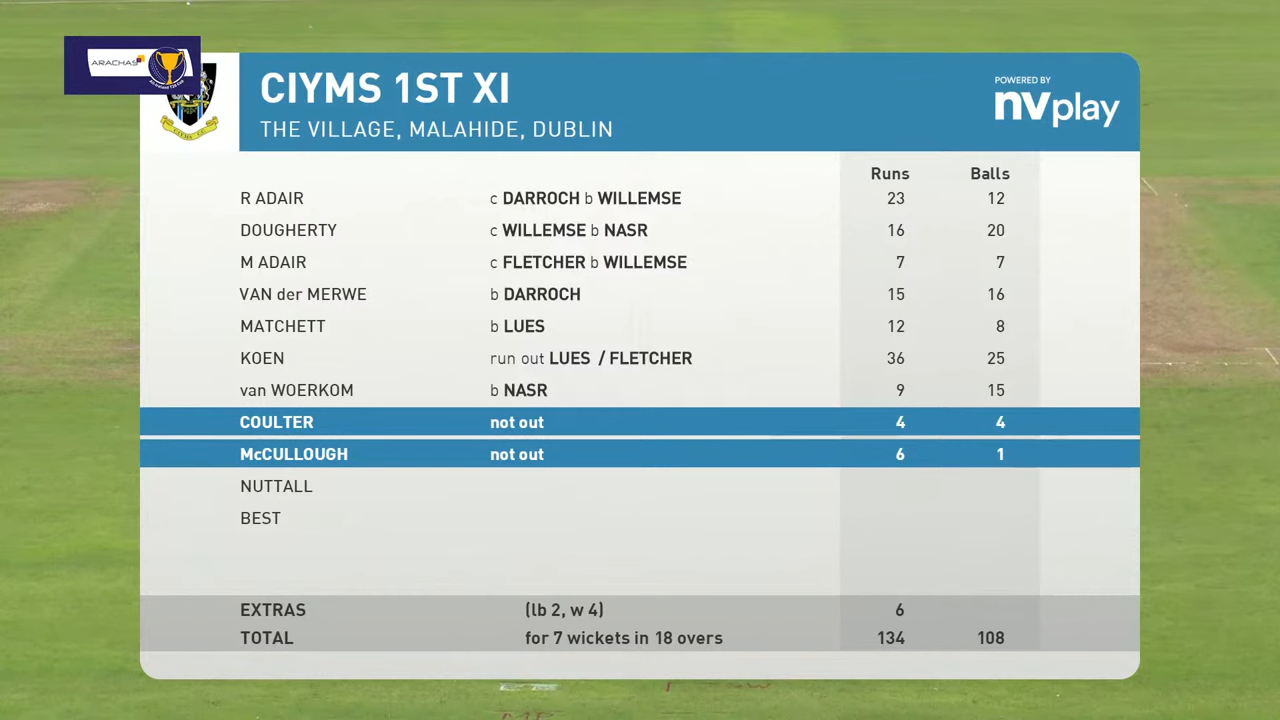 ARACHAS
CIYMS 1ST XI
THE VILLAGE, MALAHIDE, DUBLIN
POWERED BY
nvplay
CIYMS CC
Runs Balls
R ADAIR c DARROCH b WILLEMSE 23 12
DOUGHERTY c WILLEMSE b NASR 16 20
M ADAIR c FLETCHER b WILLEMSE 7 7
VAN der MERWE b DARROCH 15 16
MATCHETT b LUES 12 8
KOEN run out LUES / FLETCHER 36 25
van WOERKOM b NASR 9 15
COULTER not out 4 4
McCULLOUGH not out 6 1
NUTTALL
BEST
EXTRAS (lb 2, w 4) 6
TOTAL for 7 wickets in 18 overs 134 108